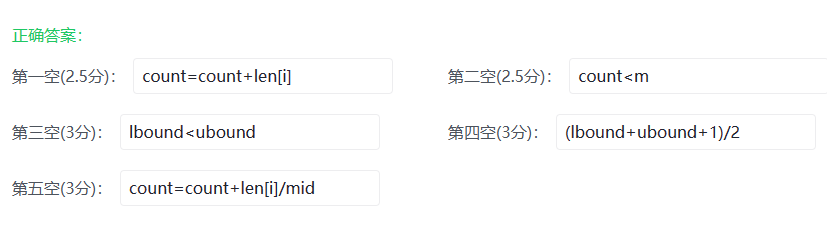 正确答案：
第一空(2.5分)： count=count+len[i] 第二空(2.5分)： count<m
第三空(3分)： lbound<ubound 第四空(3分)： (lbound+ubound+1)/2
第五空(3分)： count=count+len[i]/mid